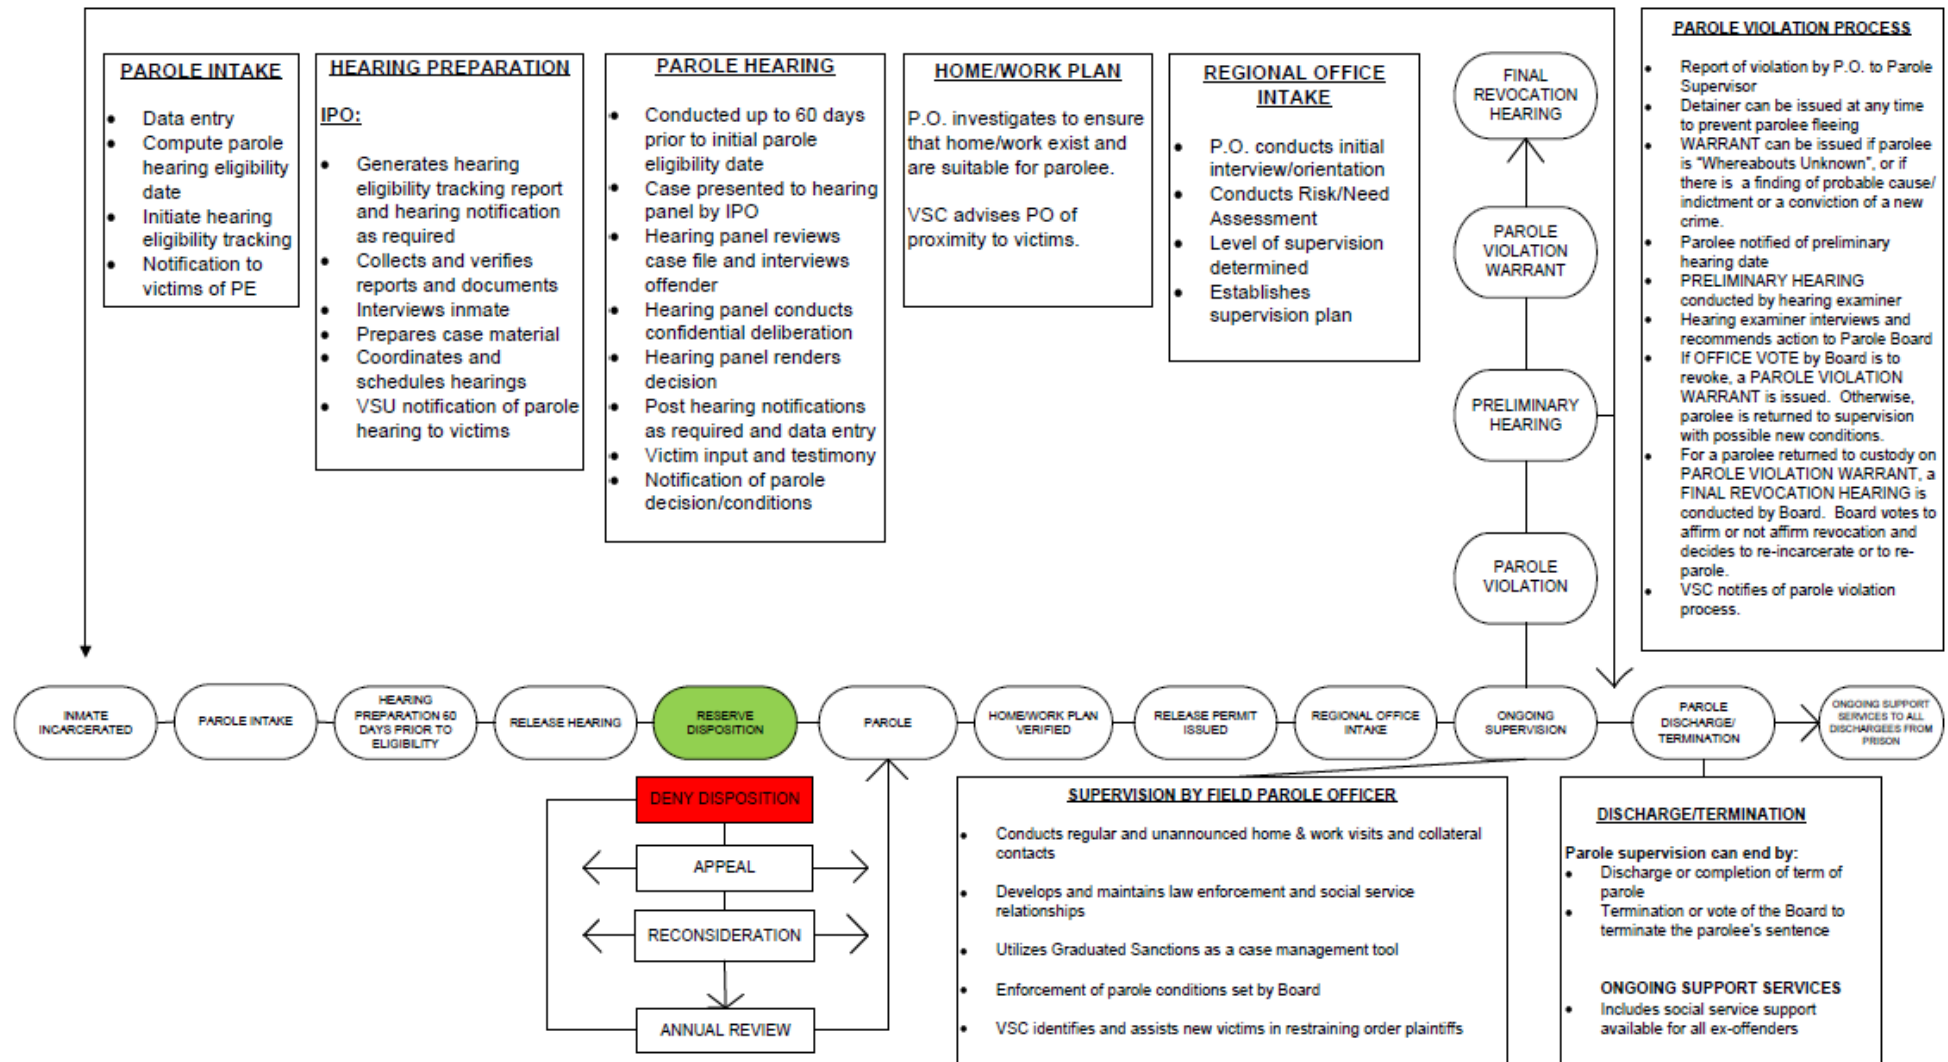 PAROLE INTAKE
• Data entry
• Compute parole
hearing eligibility
date
• Initiate hearing
eligibility tracking
• Notification to
victims of PE
HEARING PREPARATION
IPO:
• Generates hearing
eligibility tracking report
and hearing notification
as required
• Collects and verifies
reports and documents
• Interviews inmate
• Prepares case material
• Coordinates and
schedules hearings
• VSU notification of parole
hearing to victims
PAROLE HEARING
• Conducted up to 60 days
prior to initial parole
eligibility date
• Case presented to hearing
panel by IPO
• Hearing panel reviews
case file and interviews
offender
• Hearing panel conducts
confidential deliberation
• Hearing panel renders
decision
• Post hearing notifications
as required and data entry
• Victim input and testimony
• Notification of parole
decision/conditions
HOME/WORK PLAN
P.O. investigates to ensure
that home/work exist and
are suitable for parolee.
VSC advises PO of
proximity to victims.
REGIONAL OFFICE
INTAKE
• P.O. conducts initial
interview/orientation
• Conducts Risk/Need
Assessment
• Level of supervision
determined
• Establishes
supervision plan
FINAL
REVOCATION
HEARING
PAROLE
VIOLATION
WARRANT
PRELIMINARY
HEARING
PAROLE
VIOLATION
PAROLE VIOLATION PROCESS
• Report of violation by P.O. to Parole
Supervisor
• Detainer can be issued at any time
to prevent parolee fleeing
• WARRANT can be issued if parolee
is "Whereabouts Unknown", or if
there is a finding of probable cause/
indictment or a conviction of a new
crime.
• Parolee notified of preliminary
hearing date
• PRELIMINARY HEARING
conducted by hearing examiner
• Hearing examiner interviews and
recommends action to Parole Board
• If OFFICE VOTE by Board is to
revoke, a PAROLE VIOLATION
WARRANT is issued. Otherwise,
parolee is returned to supervision
with possible new conditions.
• For a parolee returned to custody on
PAROLE VIOLATION WARRANT, a
FINAL REVOCATION HEARING is
conducted by Board. Board votes to
affirm or not affirm revocation and
decides to re-incarcerate or to re-
parole.
• VSC notifies of parole violation
process.
INMATE
INCARCERATED
PAROLE INTAKE
HEARING
PREPARATION 60
DAYS PRIOR TO
ELIGIBILITY
RELEASE HEARING
RESERVE
DISPOSITION
PAROLE
HOME/WORK PLAN
VERIFIED
RELEASE PERMIT
ISSUED
REGIONAL OFFICE
INTAKE
ONGOING
SUPERVISION
PAROLE
DISCHARGE/
TERMINATION
ONGOING SUPPORT
SERVICES TO ALL
DISCHARGEES FROM
PRISON
DENY DISPOSITION
APPEAL
RECONSIDERATION
ANNUAL REVIEW
SUPERVISION BY FIELD PAROLE OFFICER
• Conducts regular and unannounced home & work visits and collateral
contacts
• Develops and maintains law enforcement and social service
relationships
• Utilizes Graduated Sanctions as a case management tool
• Enforcement of parole conditions set by Board
• VSC identifies and assists new victims in restraining order plaintiffs
DISCHARGE/TERMINATION
Parole supervision can end by:
• Discharge or completion of term of
parole
• Termination or vote of the Board to
terminate the parolee's sentence
ONGOING SUPPORT SERVICES
• Includes social service support
available for all ex-offenders